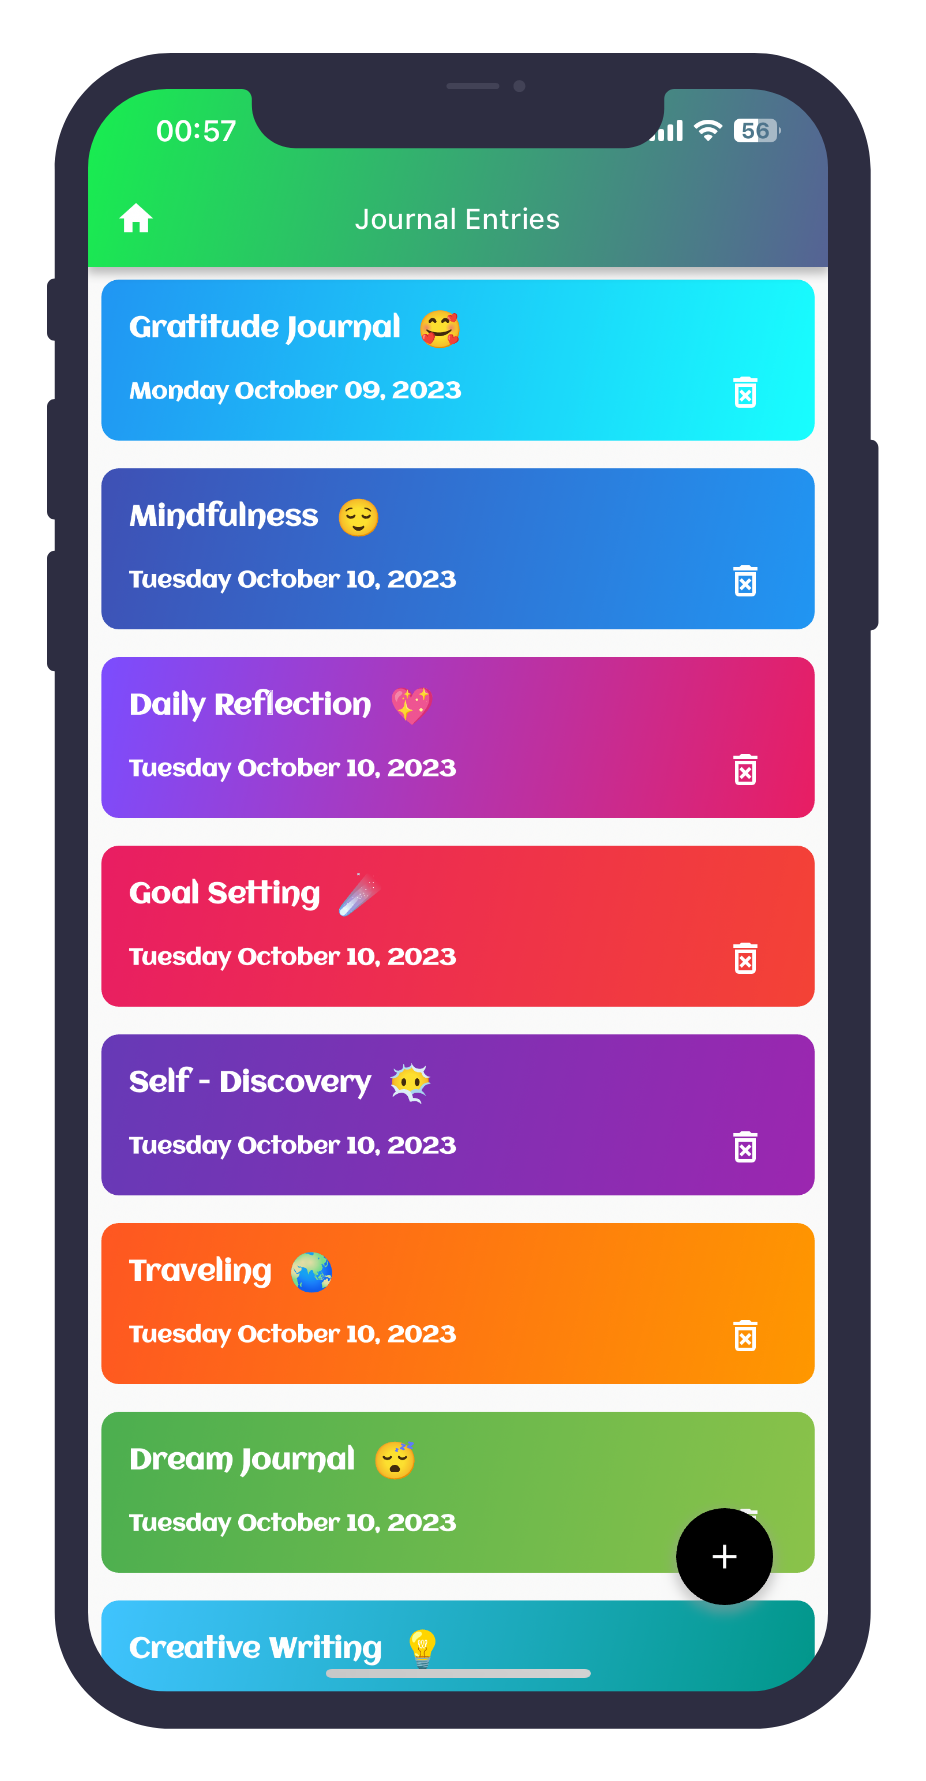 00:57
56
Journal Entries
Gratitude Journal 🥰
Monday October 09, 2023
Mindfulness 😌
Tuesday October 10, 2023
Daily Reflection 💖
Tuesday October 10, 2023
Goal Setting ☄️
Tuesday October 10, 2023
Self - Discovery 😶‍🌫️
Tuesday October 10, 2023
Traveling 🌏
Tuesday October 10, 2023
Dream Journal 😴
Tuesday October 10, 2023
+
Creative Writing 💡